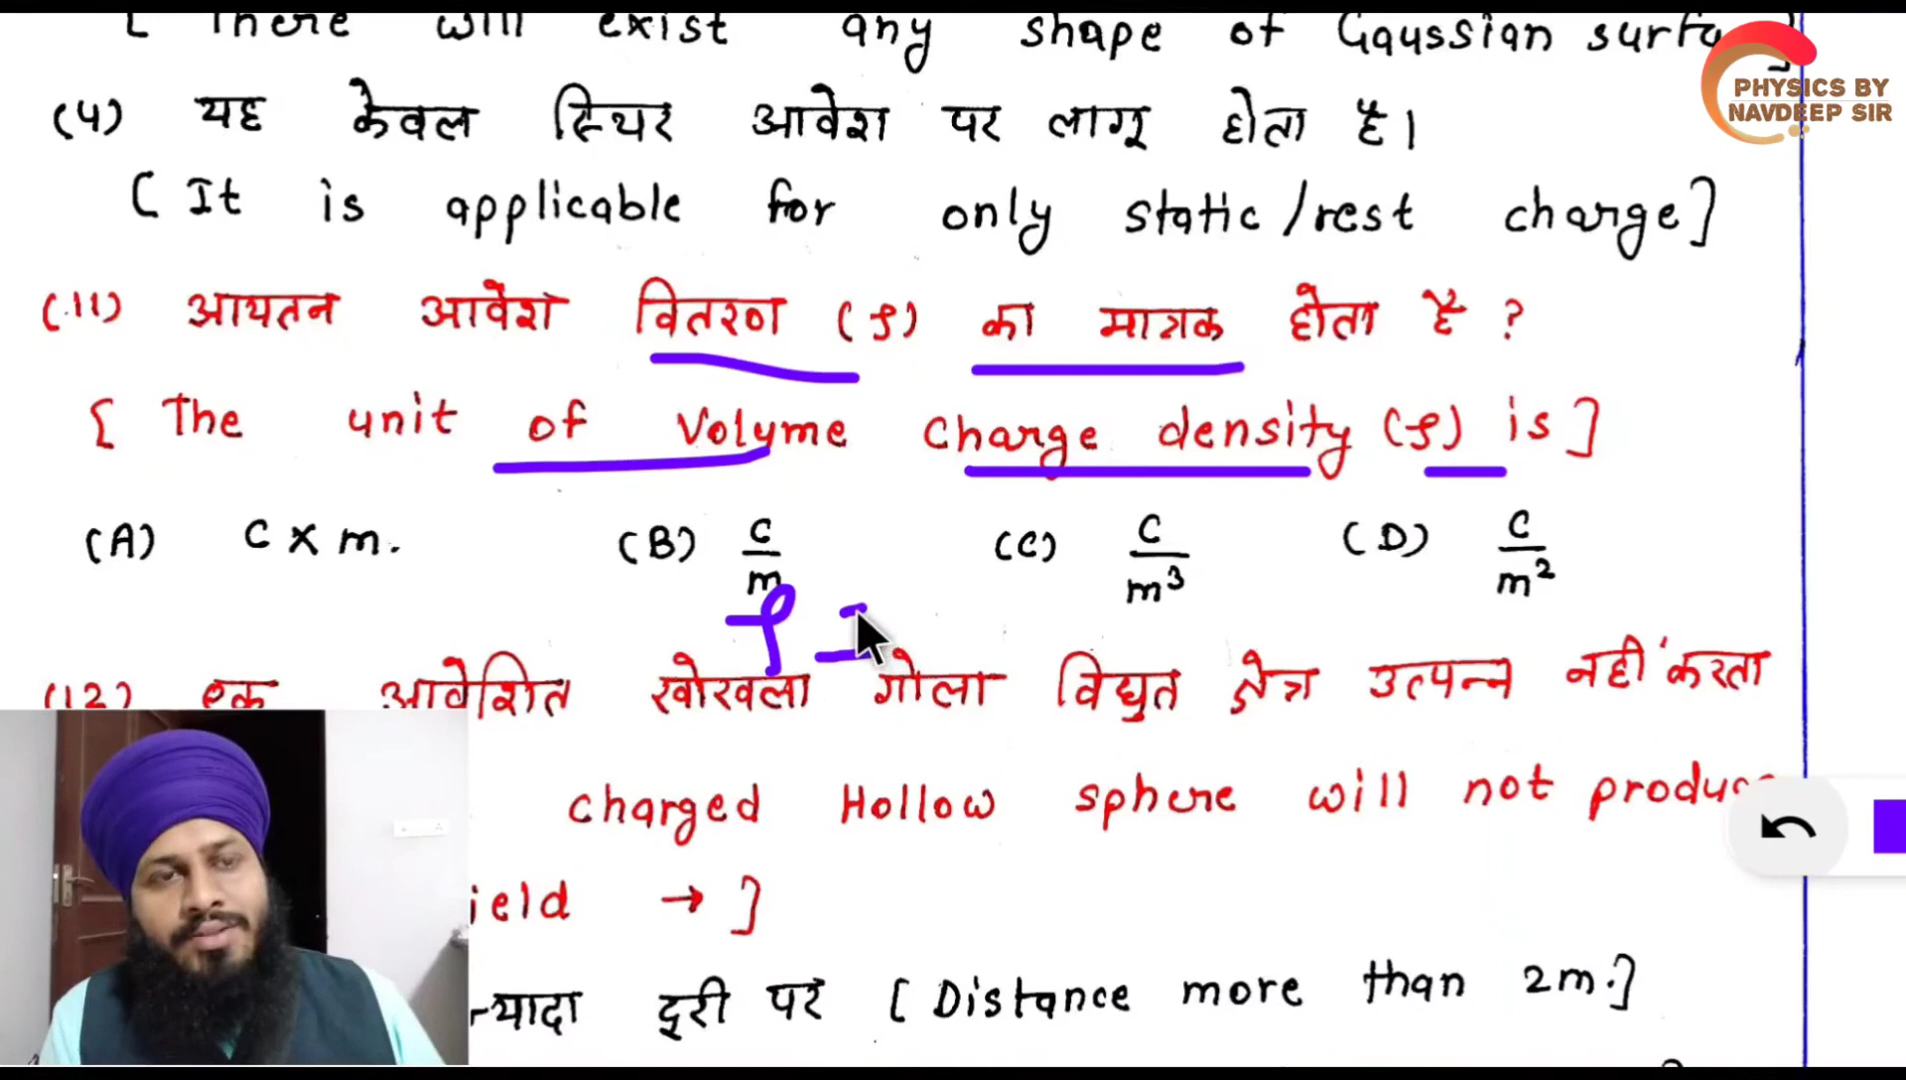 [ There will exist any shape of Gaussian surfa ]
PHYSICS BY
NAVDEEP SIR
(4) यह केवल स्थिर आवेश पर लागू होता है।
[ It is applicable for only static/rest charge]
(11) आयतन आवेश वितरण (ρ) का मात्रक होता है ?
[ The unit of Volume Charge density (ρ) is ]
(A) C x m. (B) C/m (C) C/m³ (D) C/m²
ρ =
(12) एक आवेशित खोखला गोला विद्युत क्षेत्र उत्पन्न नही करता
charged Hollow sphere will not produc
ield → ]
दूरी पर [ Distance more than 2m.]